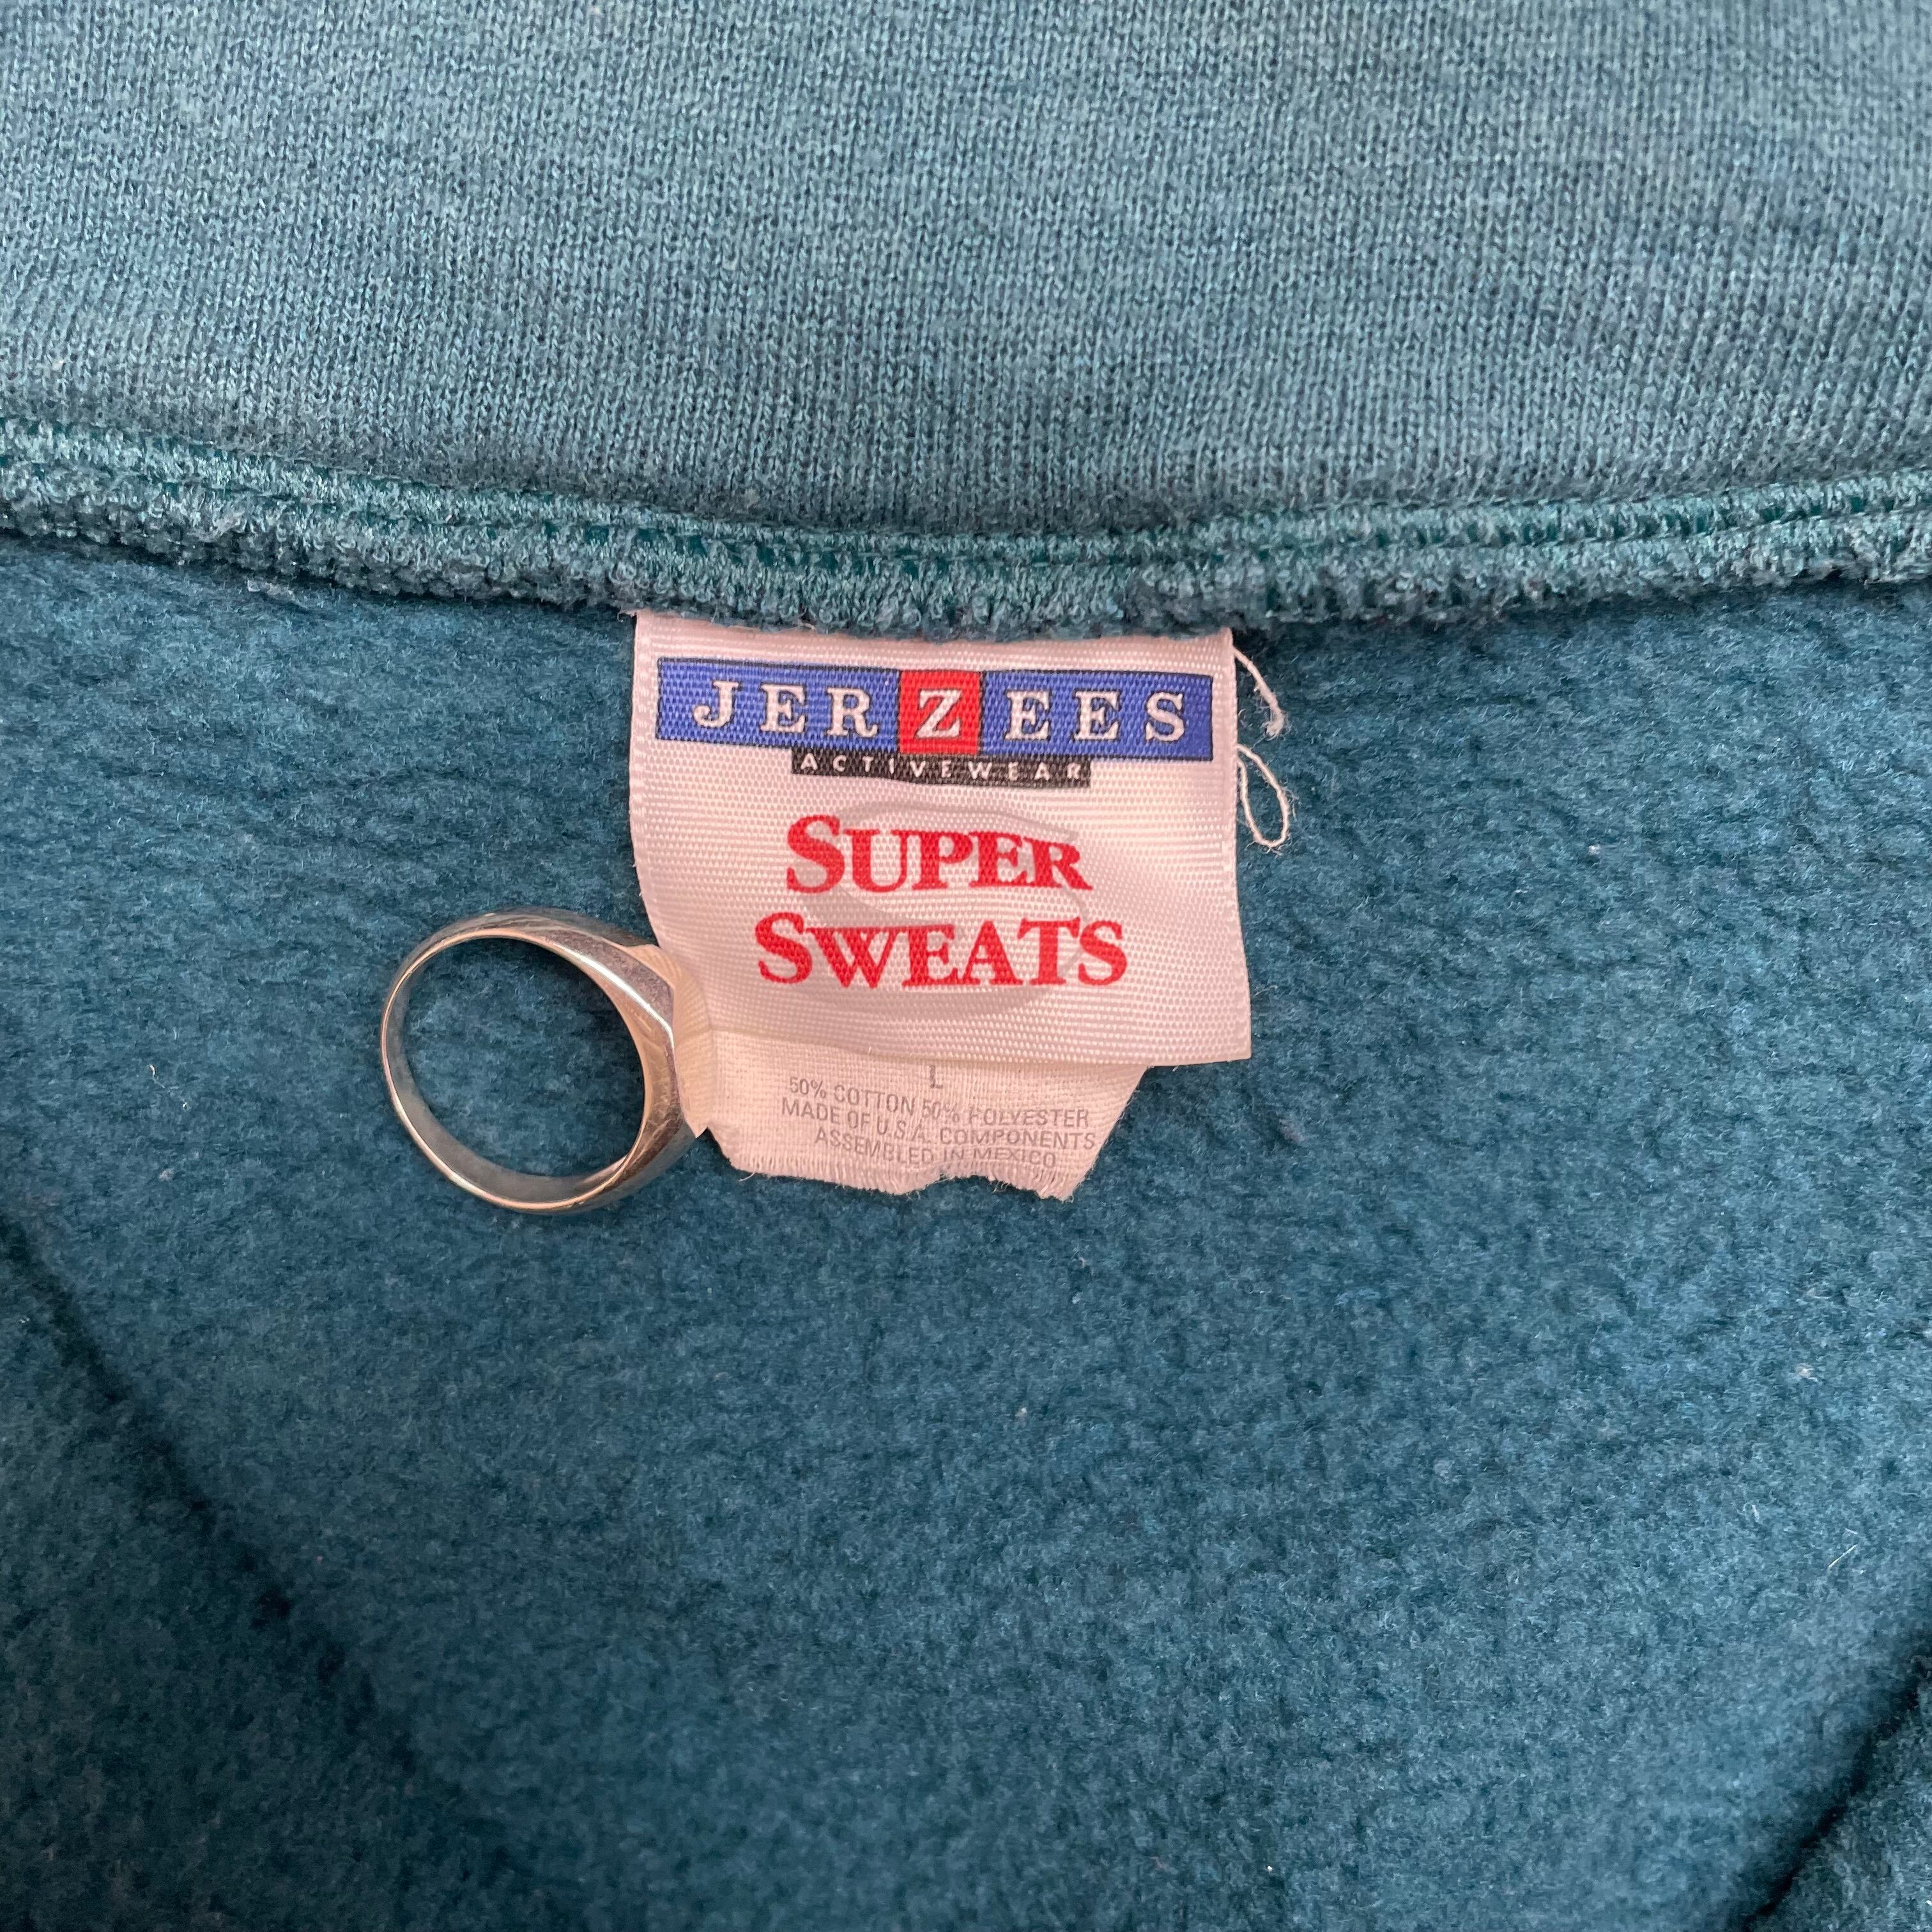 JERZEES
ACTIVEWEAR
SUPER
SWEATS
L
50% COTTON 50% POLYESTER
MADE OF U.S.A. COMPONENTS
ASSEMBLED IN MEXICO